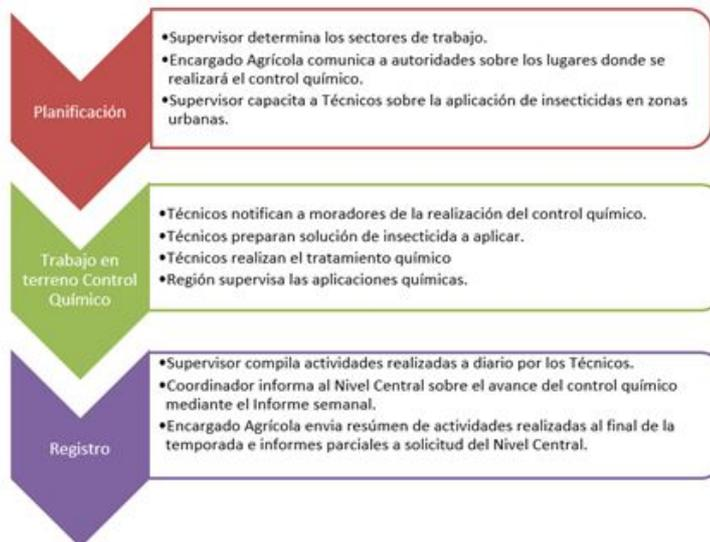 Planificación
•Supervisor determina los sectores de trabajo.
•Encargado Agrícola comunica a autoridades sobre los lugares donde se
realizará el control químico.
•Supervisor capacita a Técnicos sobre la aplicación de insecticidas en zonas
urbanas.
Trabajo en
terreno Control
Químico
•Técnicos notifican a moradores de la realización del control químico.
•Técnicos preparan solución de insecticida a aplicar.
•Técnicos realizan el tratamiento químico
•Región supervisa las aplicaciones químicas.
Registro
•Supervisor compila actividades realizadas a diario por los Técnicos.
•Coordinador informa al Nivel Central sobre el avance del control químico
mediante el Informe semanal.
•Encargado Agrícola envia resúmen de actividades realizadas al final de la
temporada e informes parciales a solicitud del Nivel Central.